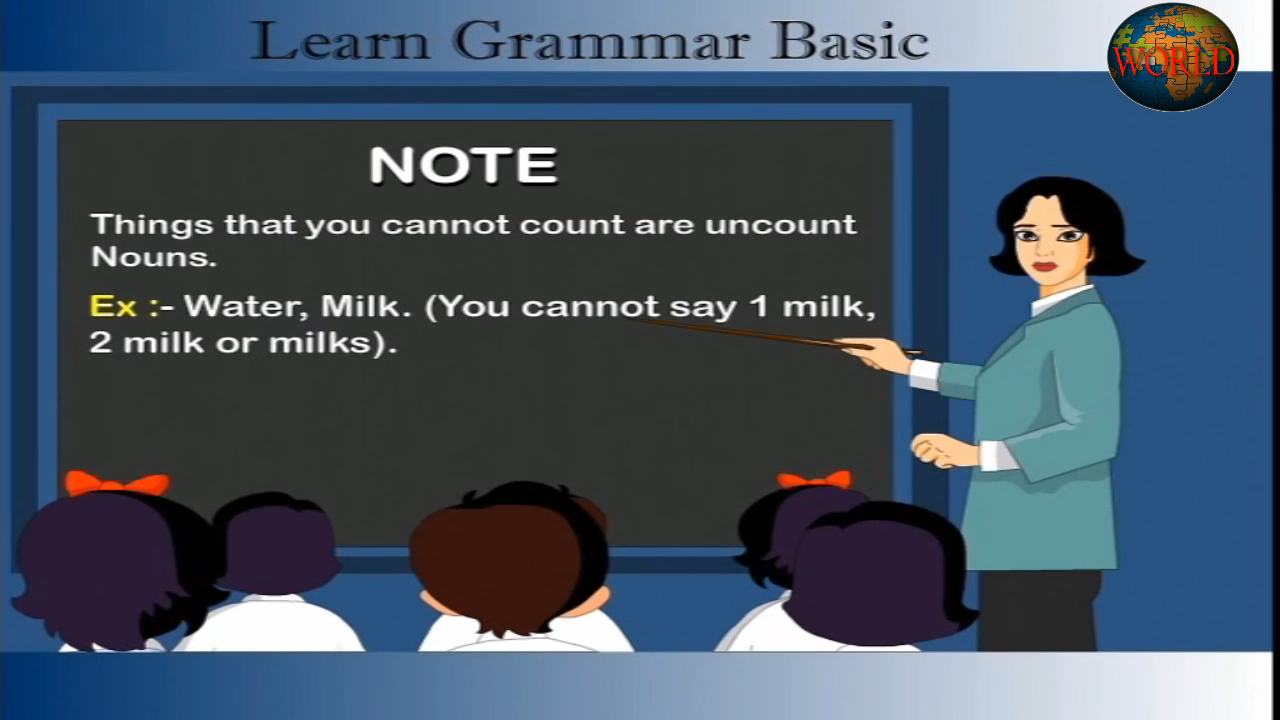 Learn Grammar Basic
WORLD
NOTE
Things that you cannot count are uncount
Nouns.
Ex :- Water, Milk. (You cannot say 1 milk,
2 milk or milks).